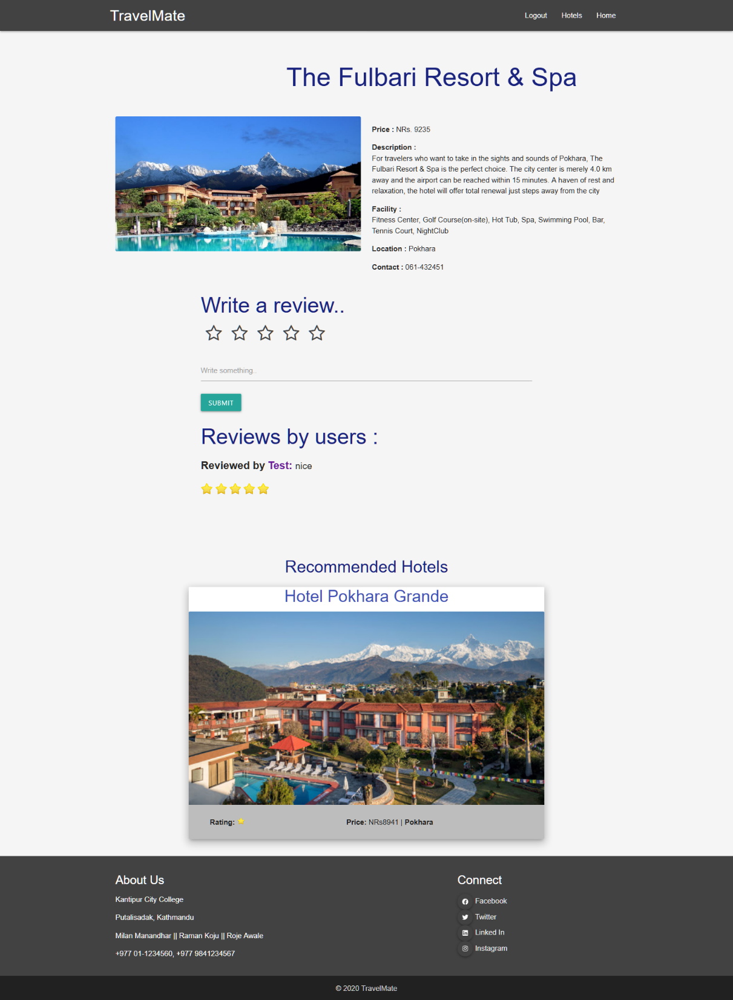 TravelMate
Logout Hotels Home
The Fulbari Resort & Spa
Price : NRs. 9235
Description :
For travelers who want to take in the sights and sounds of Pokhara, The
Fulbari Resort & Spa is the perfect choice. The city center is merely 4.0 km
away and the airport can be reached within 15 minutes. A haven of rest and
relaxation, the hotel will offer total renewal just steps away from the city
Facility :
Fitness Center, Golf Course(on-site), Hot Tub, Spa, Swimming Pool, Bar,
Tennis Court, NightClub
Location : Pokhara
Contact : 061-432451
Write a review..
Write something..
SUBMIT
Reviews by users :
Reviewed by Test: nice
Recommended Hotels
Hotel Pokhara Grande
Rating: Price: NRs8941 | Pokhara
About Us
Kantipur City College
Putalisadak, Kathmandu
Milan Manandhar || Raman Koju || Roje Awale
+977 01-1234560, +977 9841234567
Connect
Facebook
Twitter
Linked In
Instagram
© 2020 TravelMate